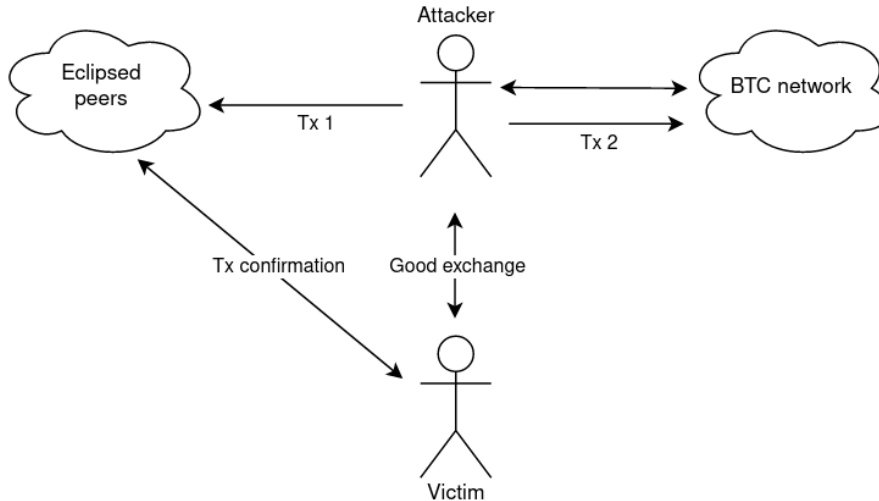 Attacker
Eclipsed
peers
BTC network
Tx 1
Tx 2
Tx confirmation
Good exchange
Victim